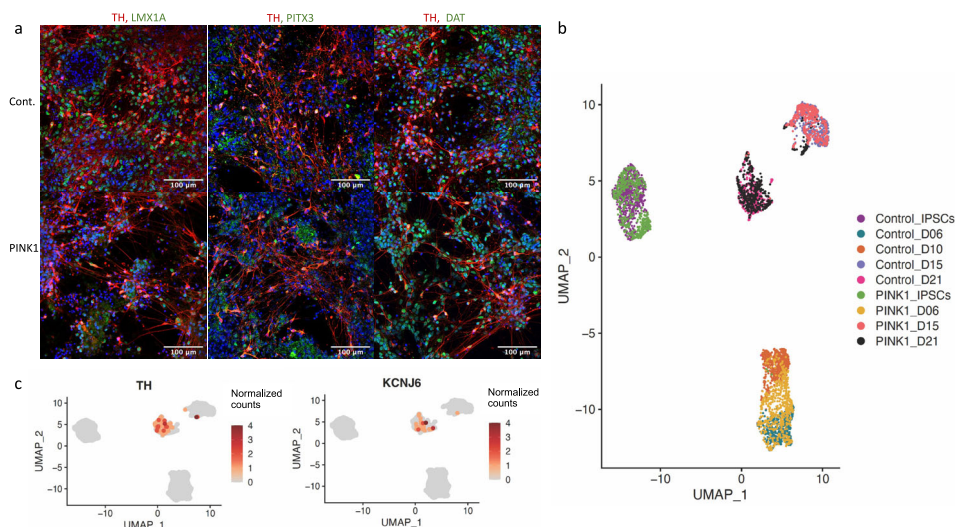 a
TH, LMX1A
TH, PITX3
TH, DAT
Cont.
100 µm
100 µm
100 µm
PINK1
100 µm
100 µm
100 µm
b
UMAP_2
10
5
0
−5
−10
−10
0
10
UMAP_1
Control_IPSCs
Control_D06
Control_D10
Control_D15
Control_D21
PINK1_IPSCs
PINK1_D06
PINK1_D15
PINK1_D21
c
TH
UMAP_2
10
5
0
−5
−10
−10
0
10
UMAP_1
Normalized
counts
4
3
2
1
0
KCNJ6
UMAP_2
10
5
0
−5
−10
−10
0
10
UMAP_1
Normalized
counts
4
3
2
1
0